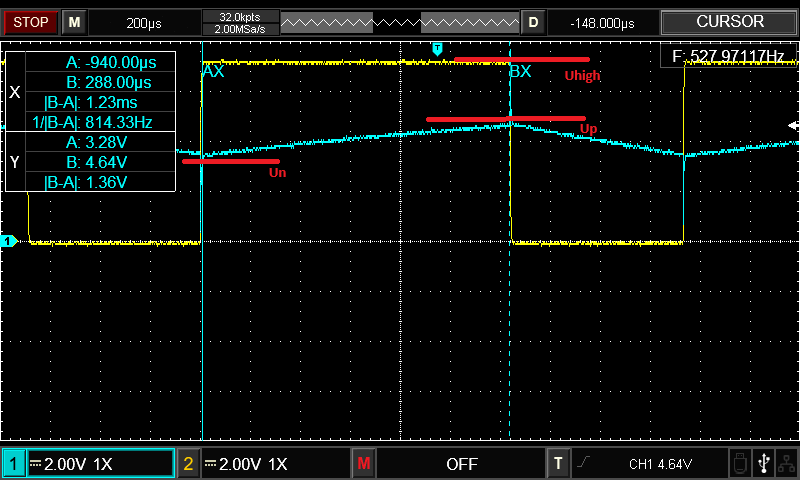 STOP M 200µs 32.0kpts D -148.000µs CURSOR
2.00MSa/s
T
F: 527.97117Hz
X A: -940.00µs
B: 288.00µs
|B-A|: 1.23ms
1/|B-A|: 814.33Hz
Y A: 3.28V
B: 4.64V
|B-A|: 1.36V
AX
BX
Uhigh
Up
Un
1
1 2.00V 1X 2 2.00V 1X M OFF T CH1 4.64V